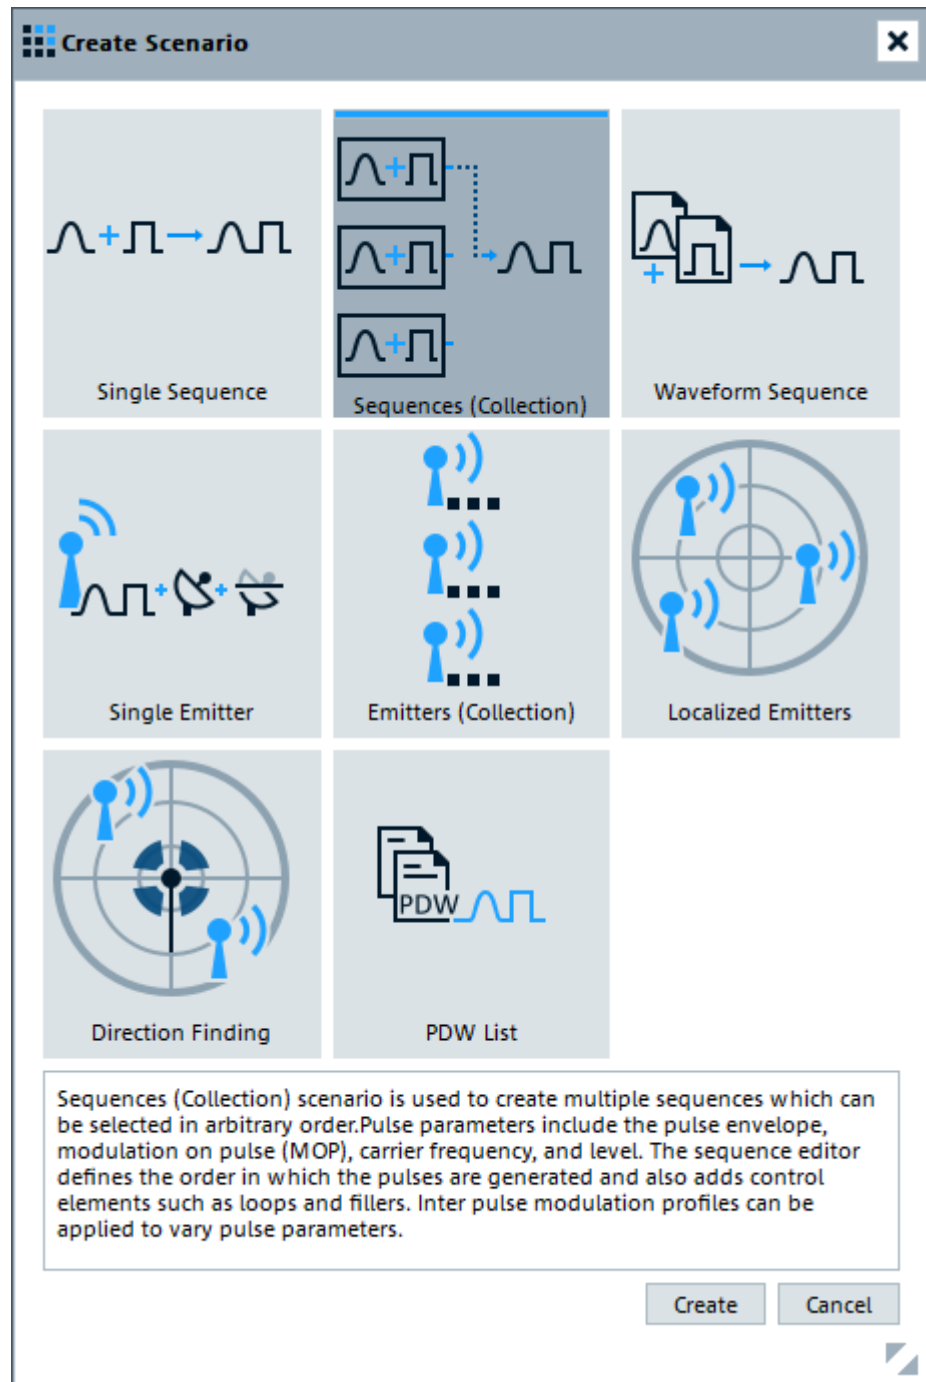 Create Scenario
Single Sequence
Sequences (Collection)
Waveform Sequence
Single Emitter
Emitters (Collection)
Localized Emitters
Direction Finding
PDW
PDW List
Sequences (Collection) scenario is used to create multiple sequences which can
be selected in arbitrary order.Pulse parameters include the pulse envelope,
modulation on pulse (MOP), carrier frequency, and level. The sequence editor
defines the order in which the pulses are generated and also adds control
elements such as loops and fillers. Inter pulse modulation profiles can be
applied to vary pulse parameters.
Create
Cancel